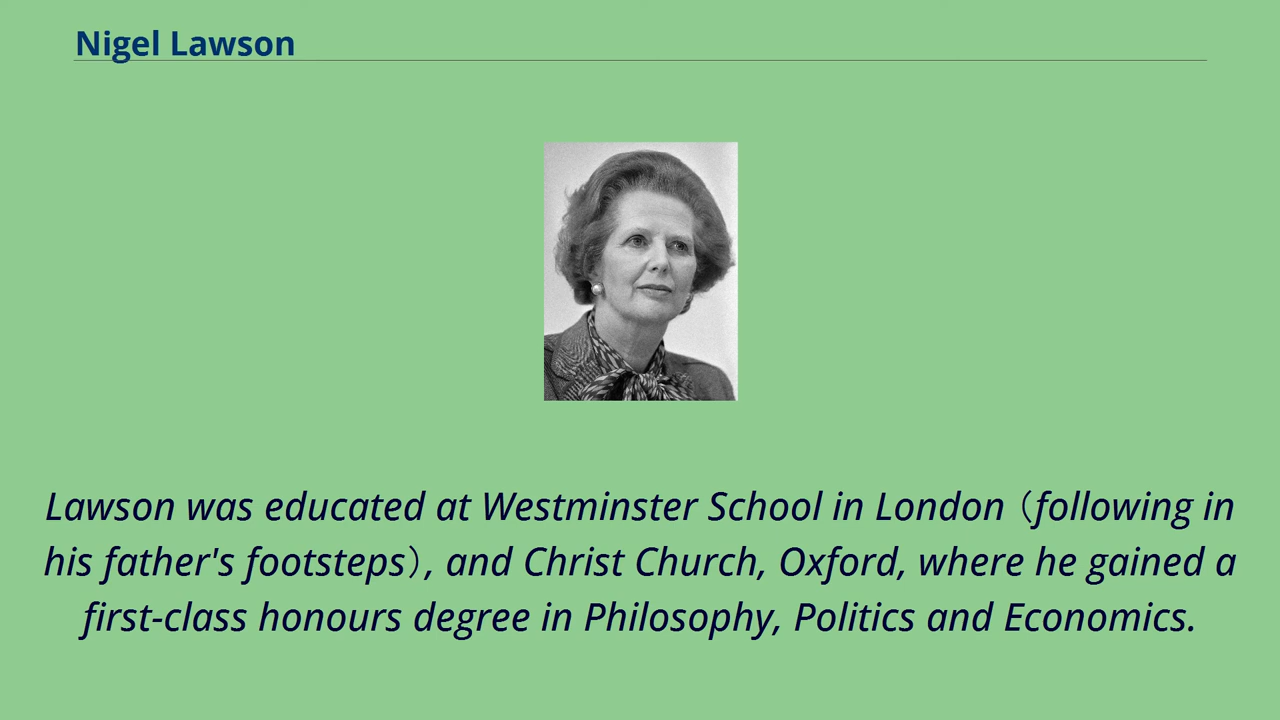 Nigel Lawson
Lawson was educated at Westminster School in London (following in
his father's footsteps), and Christ Church, Oxford, where he gained a
first-class honours degree in Philosophy, Politics and Economics.